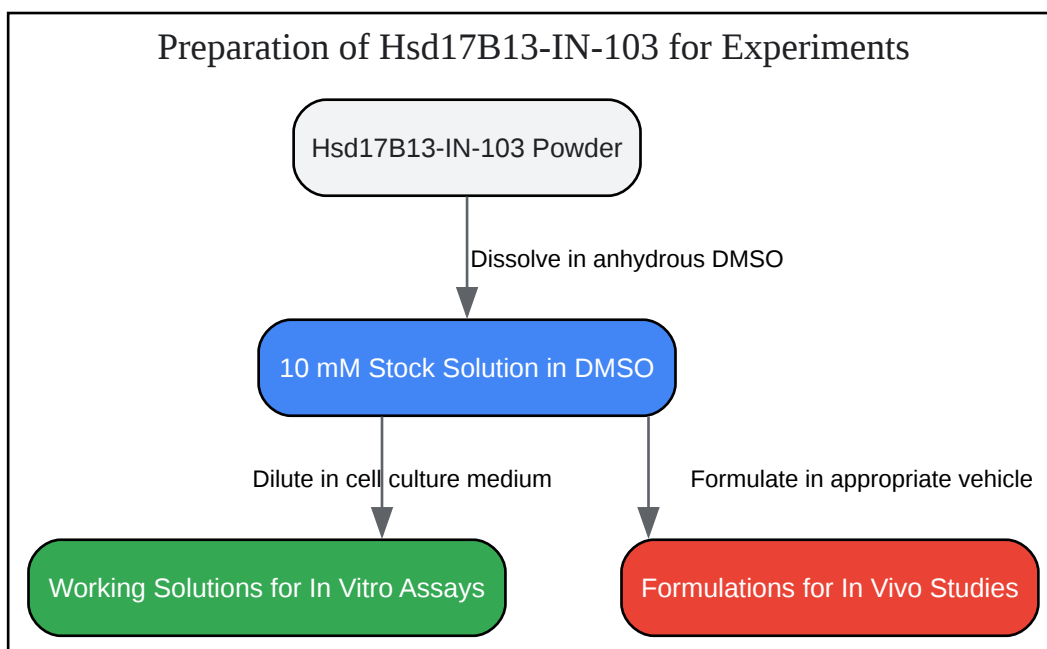 Preparation of Hsd17B13-IN-103 for Experiments
Hsd17B13-IN-103 Powder
Dissolve in anhydrous DMSO
10 mM Stock Solution in DMSO
Dilute in cell culture medium
Formulate in appropriate vehicle
Working Solutions for In Vitro Assays
Formulations for In Vivo Studies